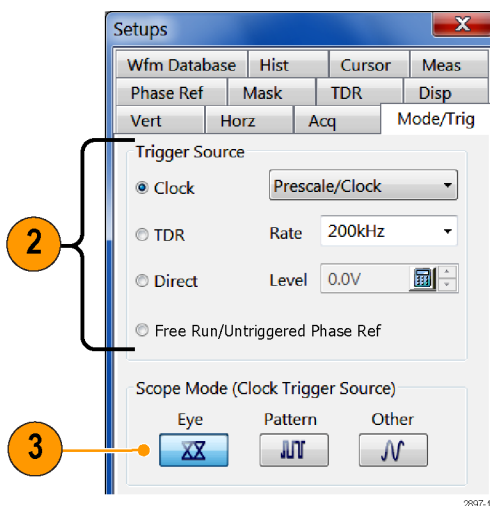 Setups
X
Wfm Database Hist Cursor Meas
Phase Ref Mask TDR Disp
Vert Horz Acq Mode/Trig
Trigger Source
Clock Prescale/Clock
2
TDR Rate 200kHz
Direct Level 0.0V
Free Run/Untriggered Phase Ref
Scope Mode (Clock Trigger Source)
Eye Pattern Other
3